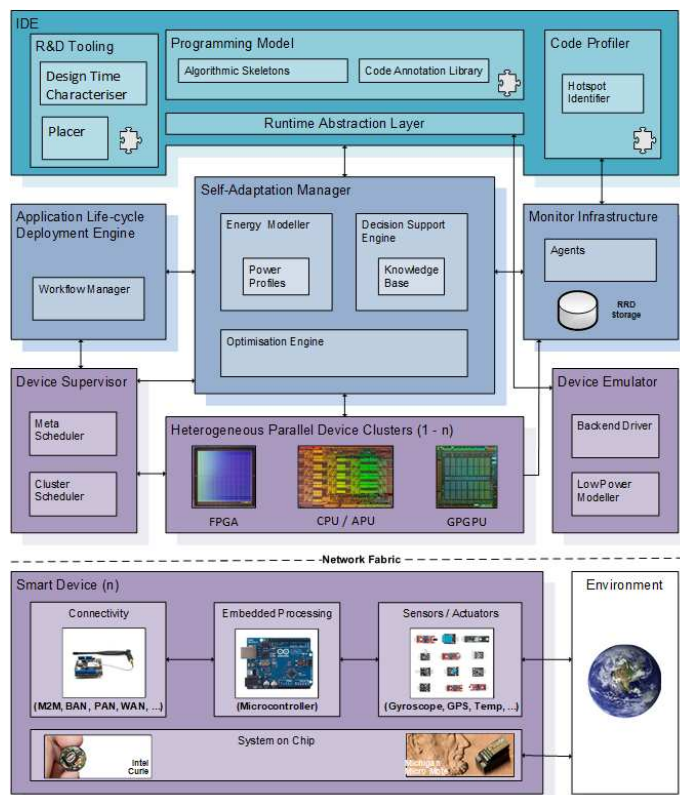 IDE
R&D Tooling
Design Time
Characteriser
Placer
Programming Model
Algorithmic Skeletons
Code Annotation Library
Code Profiler
Hotspot
Identifier
Runtime Abstraction Layer
Self-Adaptation Manager
Energy Modeller
Power
Profiles
Decision Support
Engine
Knowledge
Base
Optimisation Engine
Application Life-cycle
Deployment Engine
Workflow Manager
Monitor Infrastructure
Agents
RRD
Storage
Device Supervisor
Meta
Scheduler
Cluster
Scheduler
Heterogeneous Parallel Device Clusters (1 - n)
FPGA
CPU / APU
GPGPU
Device Emulator
Backend Driver
Low Power
Modeller
Network Fabric
Smart Device (n)
Connectivity
(M2M, BAN, PAN, WAN, ...)
Embedded Processing
(Microcontroller)
Sensors / Actuators
(Gyroscope, GPS, Temp, ...)
System on Chip
Intel
Curie
Michigan
Micro Mote
Environment